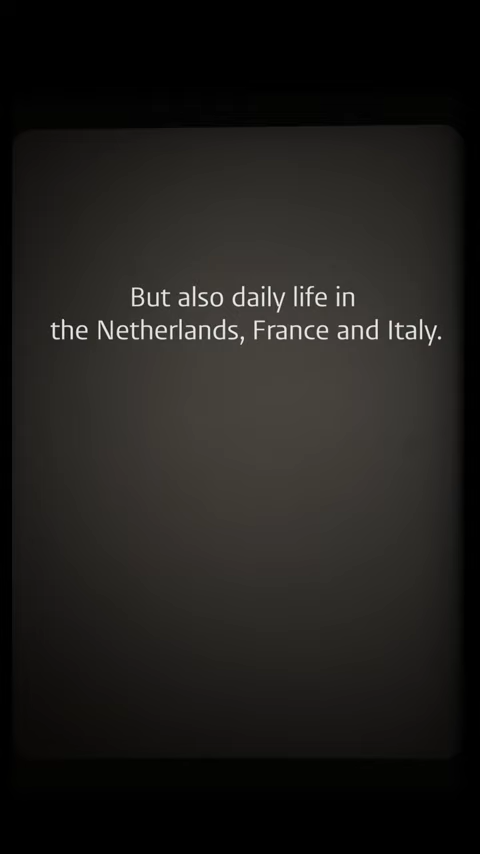 But also daily life in
the Netherlands, France and Italy.